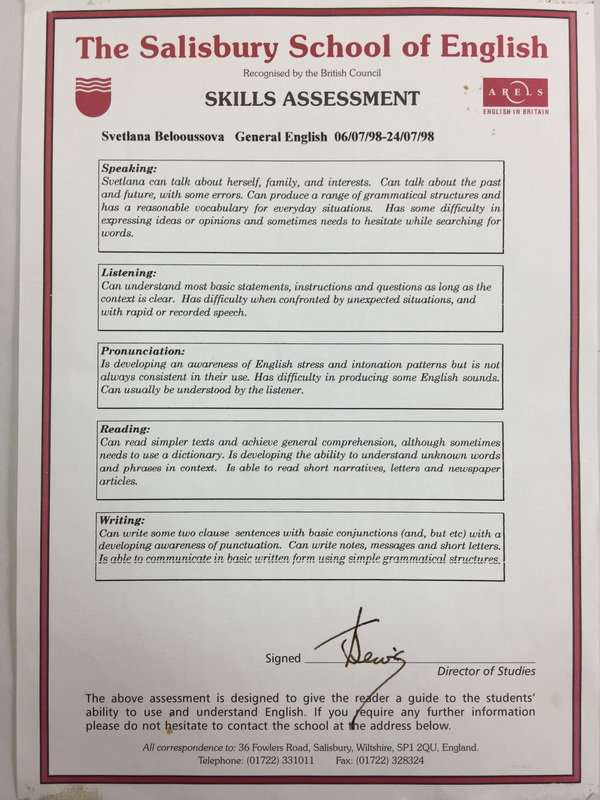 The Salisbury School of English
Recognised by the British Council
SKILLS ASSESSMENT
ARELS
ENGLISH IN BRITAIN
Svetlana Belooussova General English 06/07/98-24/07/98
Speaking:
Svetlana can talk about herself, family, and interests. Can talk about the past
and future, with some errors. Can produce a range of grammatical structures and
has a reasonable vocabulary for everyday situations. Has some difficulty in
expressing ideas or opinions and sometimes needs to hesitate while searching for
words.
Listening:
Can understand most basic statements, instructions and questions as long as the
context is clear. Has difficulty when confronted by unexpected situations, and
with rapid or recorded speech.
Pronunciation:
Is developing an awareness of English stress and intonation patterns but is not
always consistent in their use. Has difficulty in producing some English sounds.
Can usually be understood by the listener.
Reading:
Can read simpler texts and achieve general comprehension, although sometimes
needs to use a dictionary. Is developing the ability to understand unknown words
and phrases in context. Is able to read short narratives, letters and newspaper
articles.
Writing:
Can write some two clause sentences with basic conjunctions (and, but etc) with a
developing awareness of punctuation. Can write notes, messages and short letters.
Is able to communicate in basic written form using simple grammatical structures.
Signed
Director of Studies
The above assessment is designed to give the reader a guide to the students'
ability to use and understand English. If you require any further information
please do not hesitate to contact the school at the address below.
All correspondence to: 36 Fowlers Road, Salisbury, Wiltshire, SP1 2QU, England.
Telephone: (01722) 331011 Fax: (01722) 328324